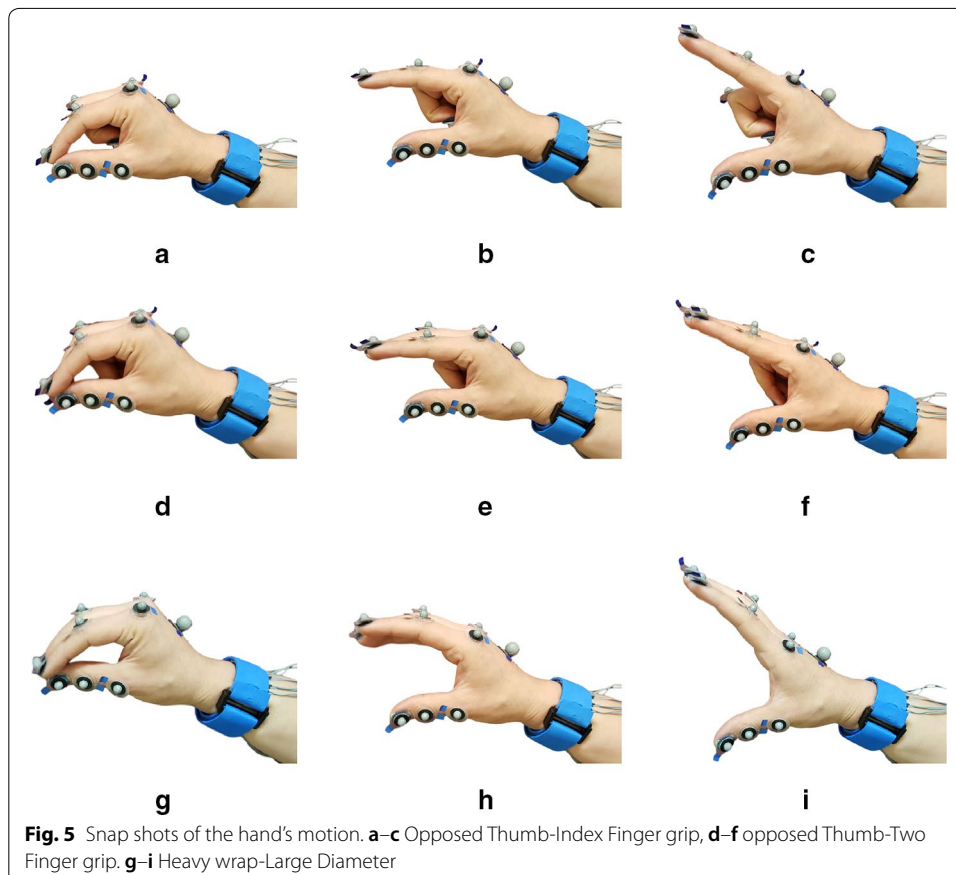 a
b
c
d
e
f
g
h
i
Fig. 5 Snap shots of the hand's motion. a–c Opposed Thumb-Index Finger grip, d–f opposed Thumb-Two
Finger grip. g–i Heavy wrap-Large Diameter